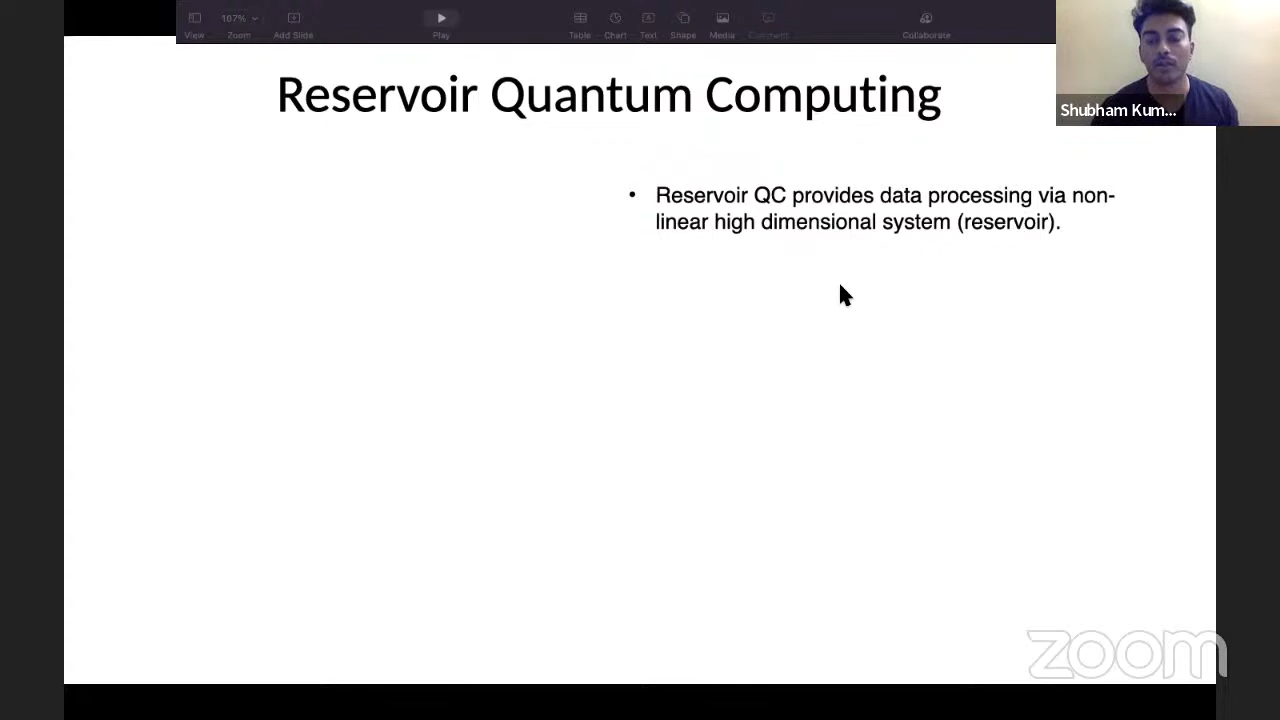 107%
View
Zoom
Add Slide
Play
Table
Chart
Text
Shape
Media
Comment
Collaborate
Reservoir Quantum Computing
Shubham Kum...
• Reservoir QC provides data processing via non-
linear high dimensional system (reservoir).
zoom